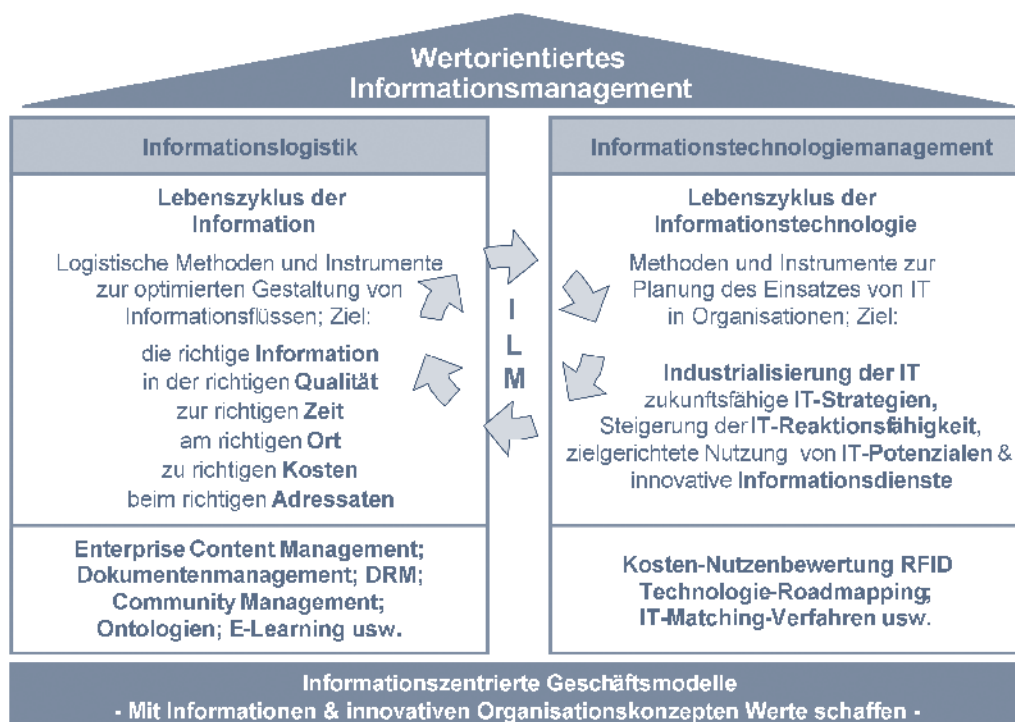 Wertorientiertes
Informationsmanagement
Informationslogistik
Lebenszyklus der
Information
Logistische Methoden und Instrumente
zur optimierten Gestaltung von
Informationsflüssen; Ziel:
die richtige Information
in der richtigen Qualität
zur richtigen Zeit
am richtigen Ort
zu richtigen Kosten
beim richtigen Adressaten
Enterprise Content Management;
Dokumentenmanagement; DRM;
Community Management;
Ontologien; E-Learning usw.
I
L
M
Informationstechnologiemanagement
Lebenszyklus der
Informationstechnologie
Methoden und Instrumente zur
Planung des Einsatzes von IT
in Organisationen; Ziel:
Industrialisierung der IT
zukunftsfähige IT-Strategien,
Steigerung der IT-Reaktionsfähigkeit,
zielgerichtete Nutzung von IT-Potenzialen &
innovative Informationsdienste
Kosten-Nutzenbewertung RFID
Technologie-Roadmapping;
IT-Matching-Verfahren usw.
Informationszentrierte Geschäftsmodelle
- Mit Informationen & innovativen Organisationskonzepten Werte schaffen -